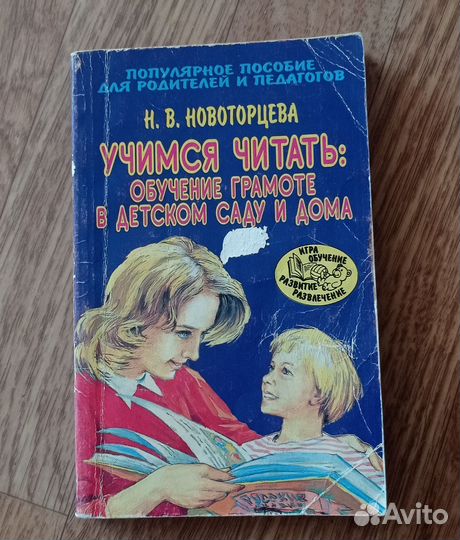 ПОПУЛЯРНОЕ ПОСОБИЕ
ДЛЯ РОДИТЕЛЕЙ И ПЕДАГОГОВ
Н. В. НОВОТОРЦЕВА
УЧИМСЯ ЧИТАТЬ:
ОБУЧЕНИЕ ГРАМОТЕ
В ДЕТСКОМ САДУ И ДОМА
ИГРА
ОБУЧЕНИЕ
РАЗВИТИЕ
РАЗВЛЕЧЕНИЕ
Avito